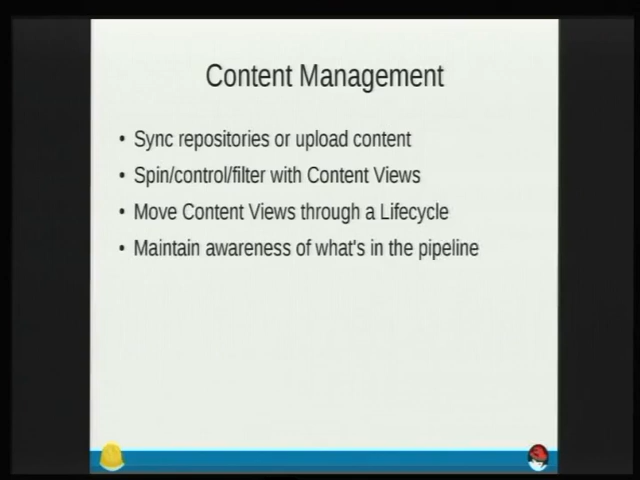 Content Management
• Sync repositories or upload content
• Spin/control/filter with Content Views
• Move Content Views through a Lifecycle
• Maintain awareness of what's in the pipeline